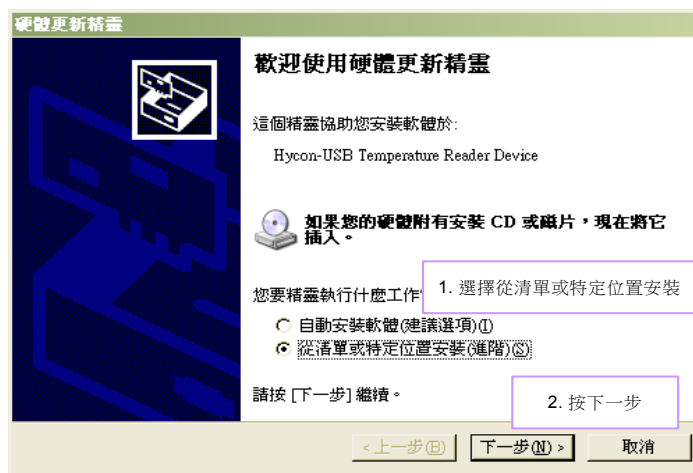 硬體更新精靈
歡迎使用硬體更新精靈
這個精靈協助您安裝軟體於:
Hycon-USB Temperature Reader Device
如果您的硬體附有安裝 CD 或磁片，現在將它
插入。
您要精靈執行什麼工作
1. 選擇從清單或特定位置安裝
自動安裝軟體(建議選項)(I)
從清單或特定位置安裝(進階)(S)
請按 [下一步] 繼續。
2. 按下一步
< 上一步(B)
下一步(N) >
取消